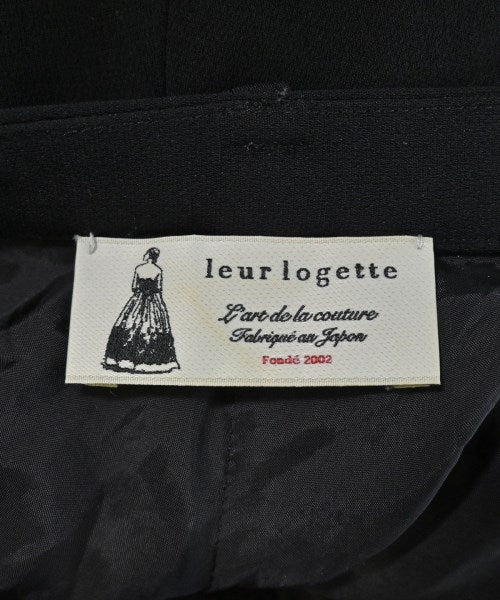 leur logette
L'art de la couture
Fabriqué au Japon
Fondé 2002